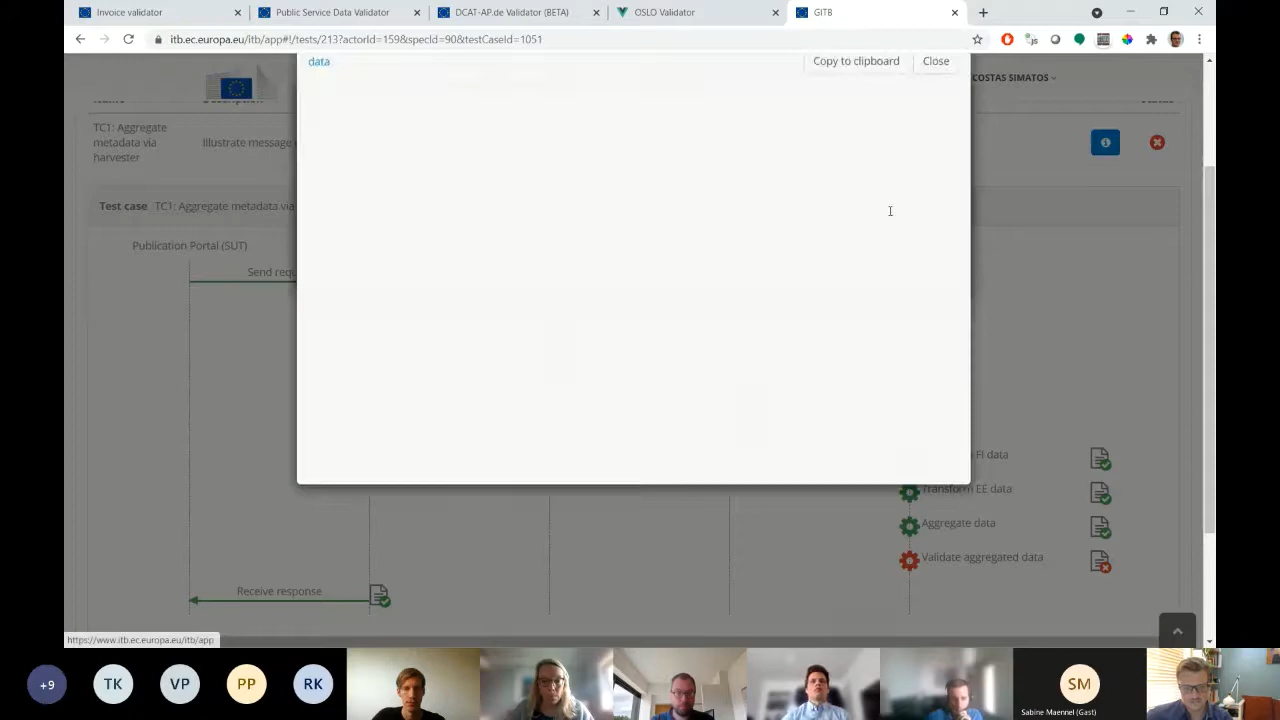 Invoice validator
Public Service Data Validator
DCAT-AP.de Validator (BETA)
OSLO Validator
GITB
itb.ec.europa.eu/itb/app#!/tests/213?actorId=159&specId=90&testCaseId=1051
data
Copy to clipboard
Close
COSTAS SIMATOS
TC1: Aggregate
metadata via
harvester
Illustrate message
Test case TC1: Aggregate metadata via
Publication Portal (SUT)
Send requ
FI data
Transform EE data
Aggregate data
Validate aggregated data
Receive response
https://www.itb.ec.europa.eu/itb/app
+9
TK
VP
PP
RK
SM
Sabine Maennel (Gast)